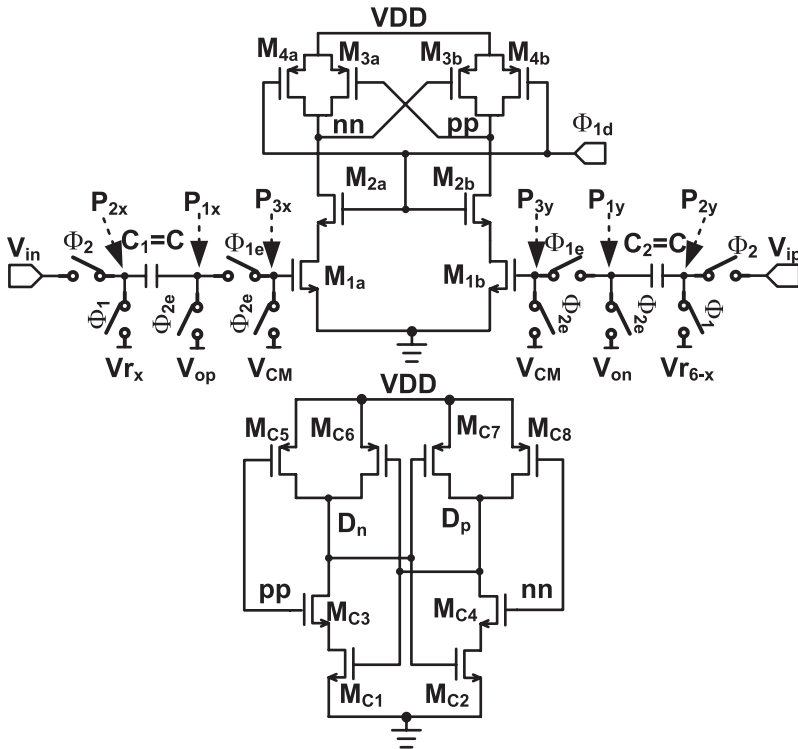 VDD
M4a M3a M3b M4b
nn pp Φ1d
M2a M2b
P2x P1x P3x P3y P1y P2y
Vin Φ2 C1=C Φ1e Φ1e C2=C Φ2 Vip
M1a M1b
Φ1 Φ2e Φ2e Φ2e Φ2e Φ1
Vrx Vop VCM VCM Von Vr6-x
VDD
MC5 MC6 MC7 MC8
Dn Dp
pp MC3 MC4 nn
MC1 MC2